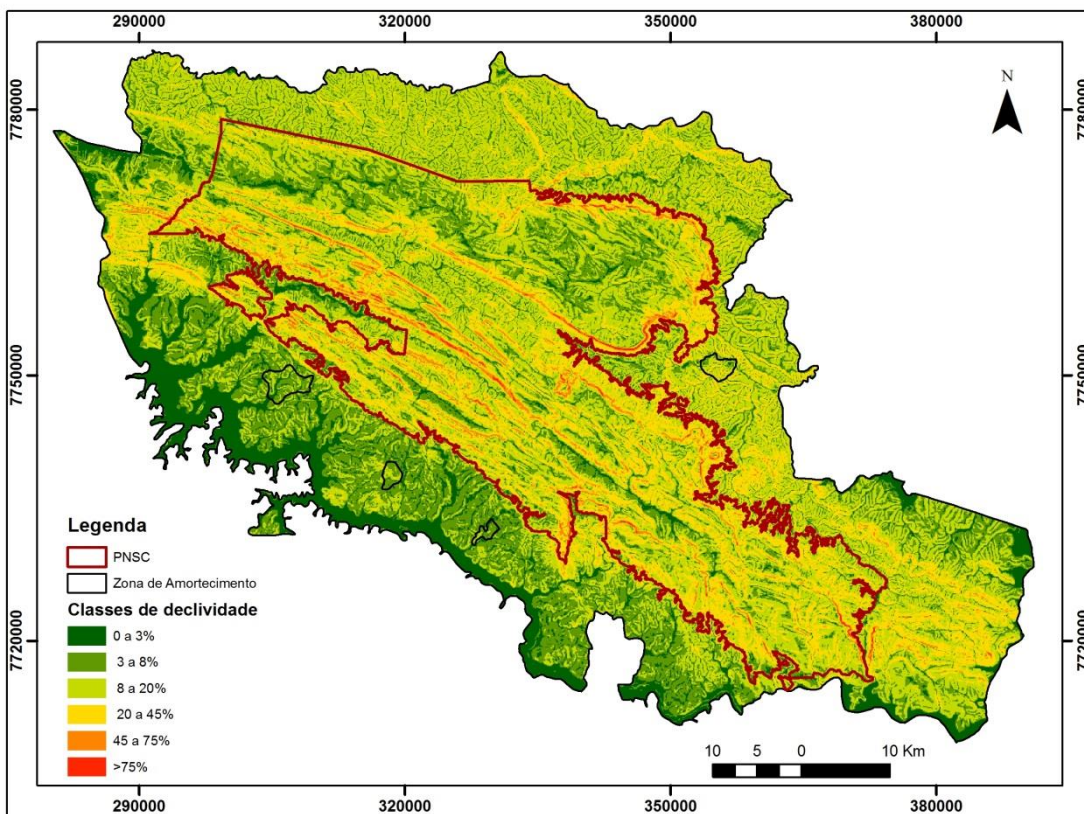 290000 320000 350000 380000
N
7780000 7780000
7750000 7750000
7720000 7720000
Legenda
PNSC
Zona de Amortecimento
Classes de declividade
0 a 3%
3 a 8%
8 a 20%
20 a 45%
45 a 75%
>75%
10 5 0 10 Km
290000 320000 350000 380000